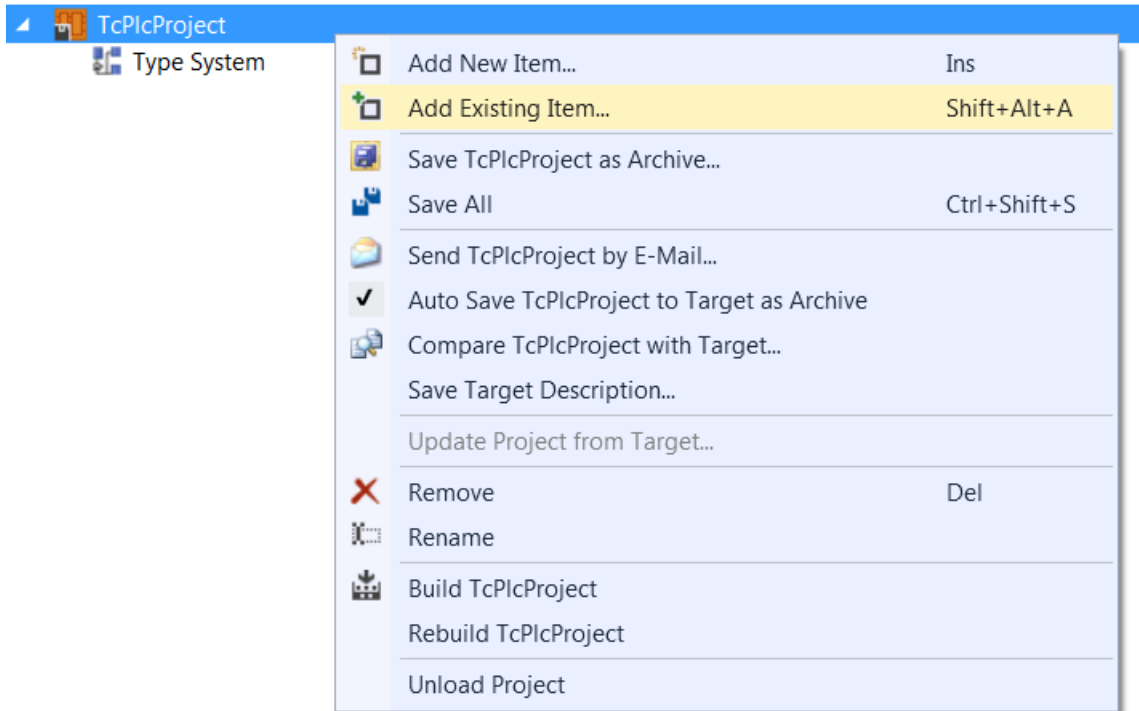 TcPlcProject
Type System
Add New Item... Ins
Add Existing Item... Shift+Alt+A
Save TcPlcProject as Archive...
Save All Ctrl+Shift+S
Send TcPlcProject by E-Mail...
Auto Save TcPlcProject to Target as Archive
Compare TcPlcProject with Target...
Save Target Description...
Update Project from Target...
Remove Del
Rename
Build TcPlcProject
Rebuild TcPlcProject
Unload Project